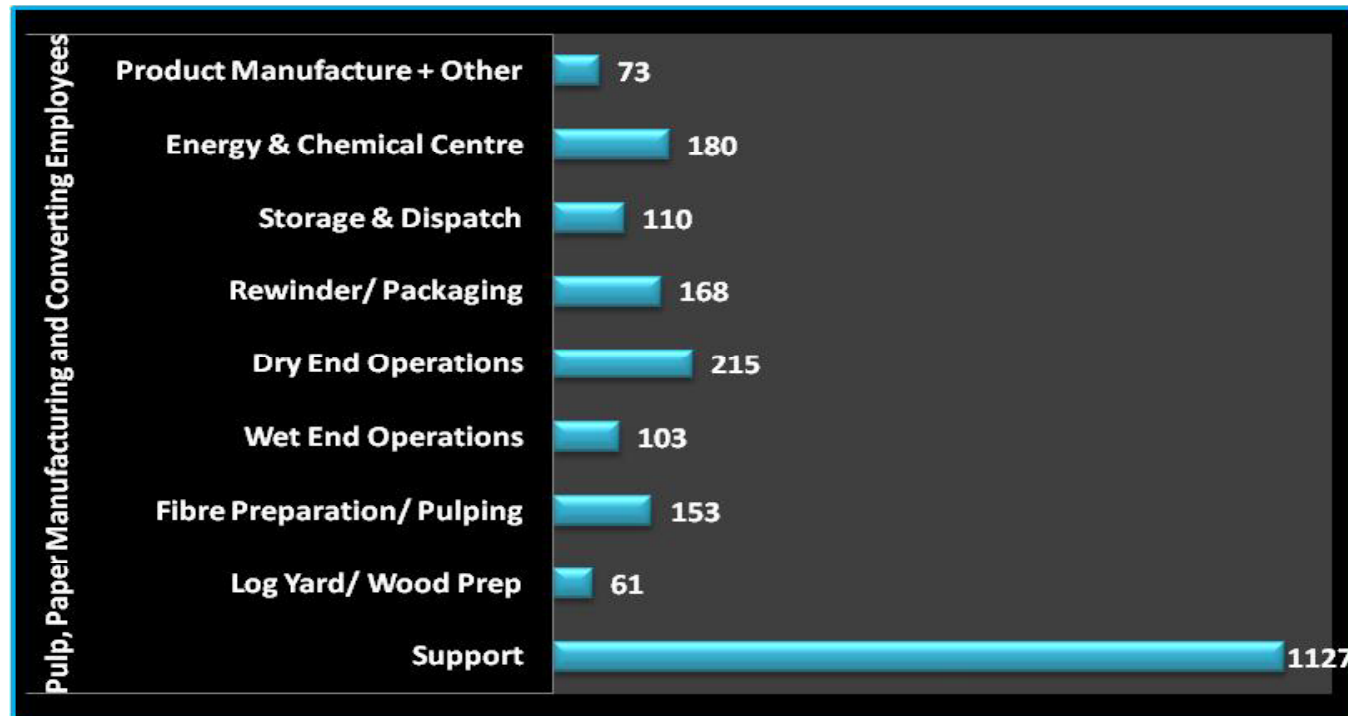 Pulp, Paper Manufacturing and Converting Employees
Product Manufacture + Other 73
Energy & Chemical Centre 180
Storage & Dispatch 110
Rewinder/ Packaging 168
Dry End Operations 215
Wet End Operations 103
Fibre Preparation/ Pulping 153
Log Yard/ Wood Prep 61
Support 1127